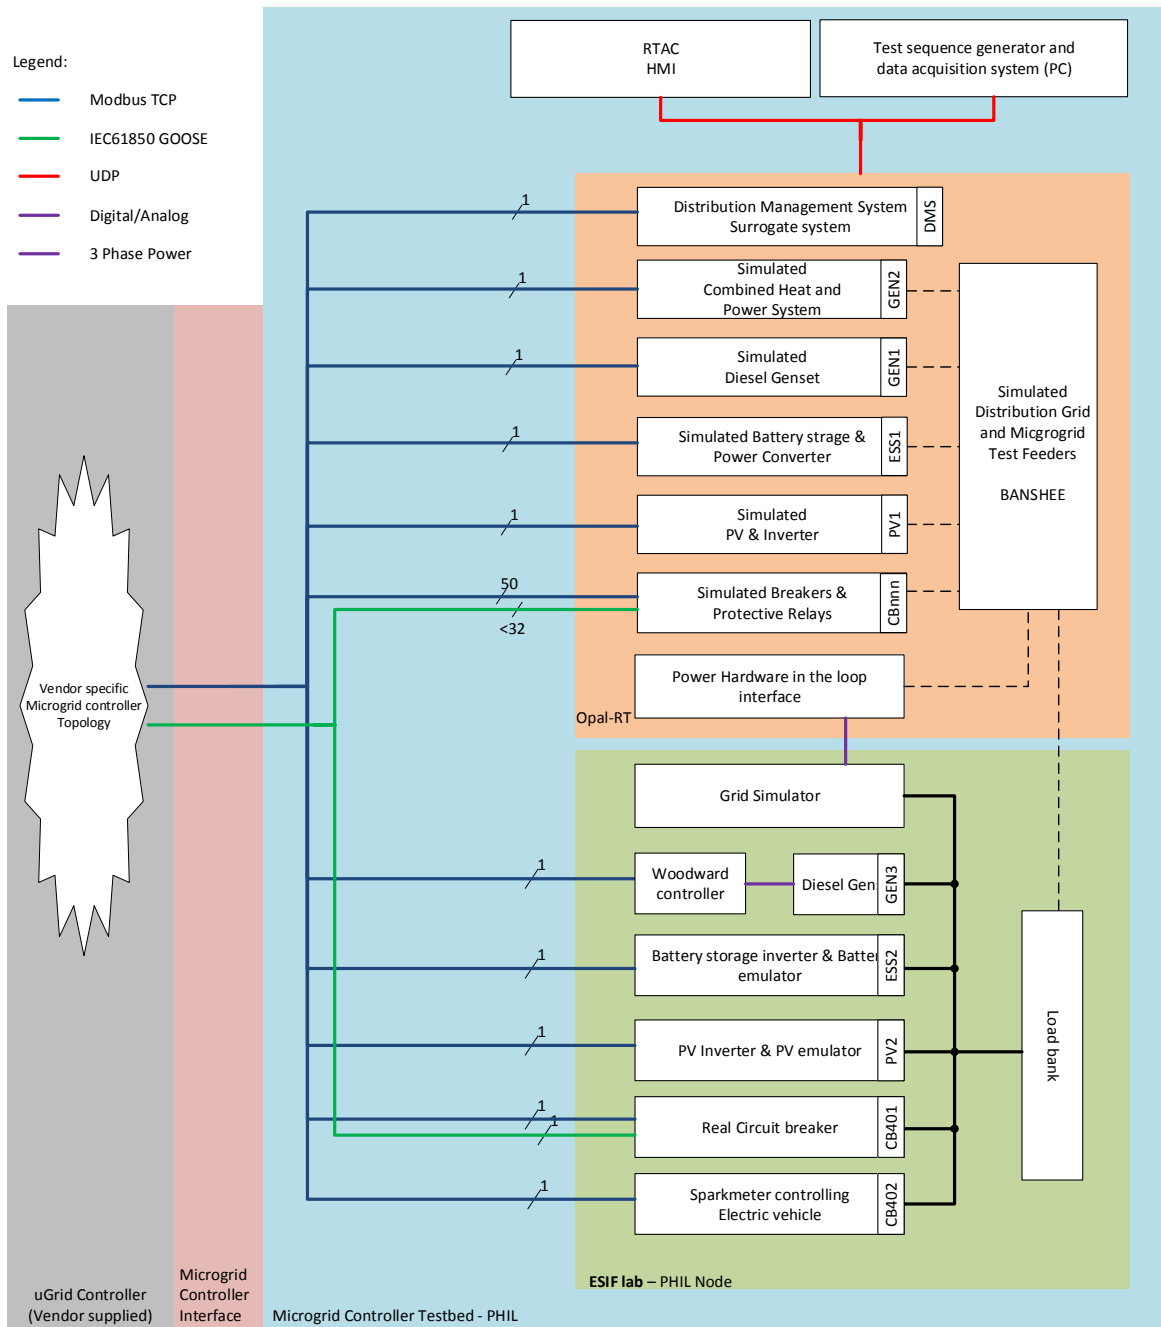 Legend:
Modbus TCP
IEC61850 GOOSE
UDP
Digital/Analog
3 Phase Power
RTAC
HMI
Test sequence generator and
data acquisition system (PC)
1
Distribution Management System
Surrogate system
DMS
1
Simulated
Combined Heat and
Power System
GEN2
1
Simulated
Diesel Genset
GEN1
1
Simulated Battery strage &
Power Converter
ESS1
1
Simulated
PV & Inverter
PV1
50
<32
Simulated Breakers &
Protective Relays
CBnnn
Simulated
Distribution Grid
and Micgrogrid
Test Feeders
BANSHEE
Power Hardware in the loop
interface
Opal-RT
Vendor specific
Microgrid controller
Topology
Grid Simulator
1
Woodward
controller
Diesel Gen
GEN3
1
Battery storage inverter & Batter
emulator
ESS2
1
PV Inverter & PV emulator
PV2
1
1
Real Circuit breaker
CB401
1
Sparkmeter controlling
Electric vehicle
CB402
Load bank
ESIF lab – PHIL Node
uGrid Controller
(Vendor supplied)
Microgrid
Controller
Interface
Microgrid Controller Testbed - PHIL